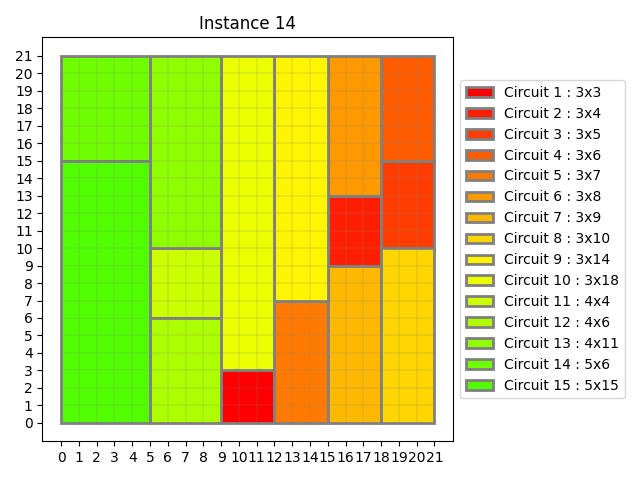 Instance 14
21
20
19
18
17
16
15
14
13
12
11
10
9
8
7
6
5
4
3
2
1
0
0 1 2 3 4 5 6 7 8 9 10 11 12 13 14 15 16 17 18 19 20 21
Circuit 1 : 3x3
Circuit 2 : 3x4
Circuit 3 : 3x5
Circuit 4 : 3x6
Circuit 5 : 3x7
Circuit 6 : 3x8
Circuit 7 : 3x9
Circuit 8 : 3x10
Circuit 9 : 3x14
Circuit 10 : 3x18
Circuit 11 : 4x4
Circuit 12 : 4x6
Circuit 13 : 4x11
Circuit 14 : 5x6
Circuit 15 : 5x15